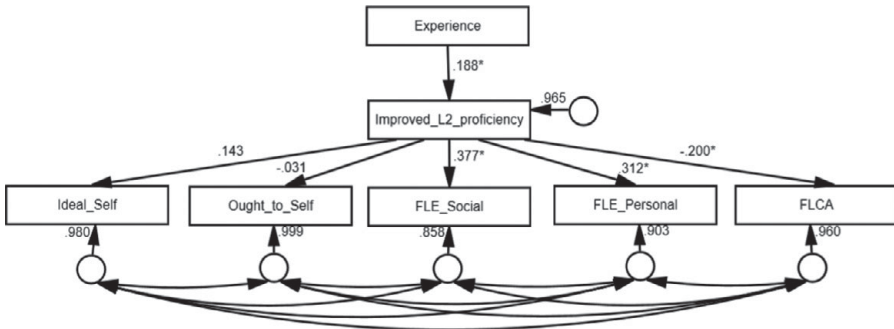 Experience
.188*
.965
Improved_L2_proficiency
.143
-.031
.377*
.312*
-.200*
Ideal_Self
Ought_to_Self
FLE_Social
FLE_Personal
FLCA
.980
.999
.858
.903
.960